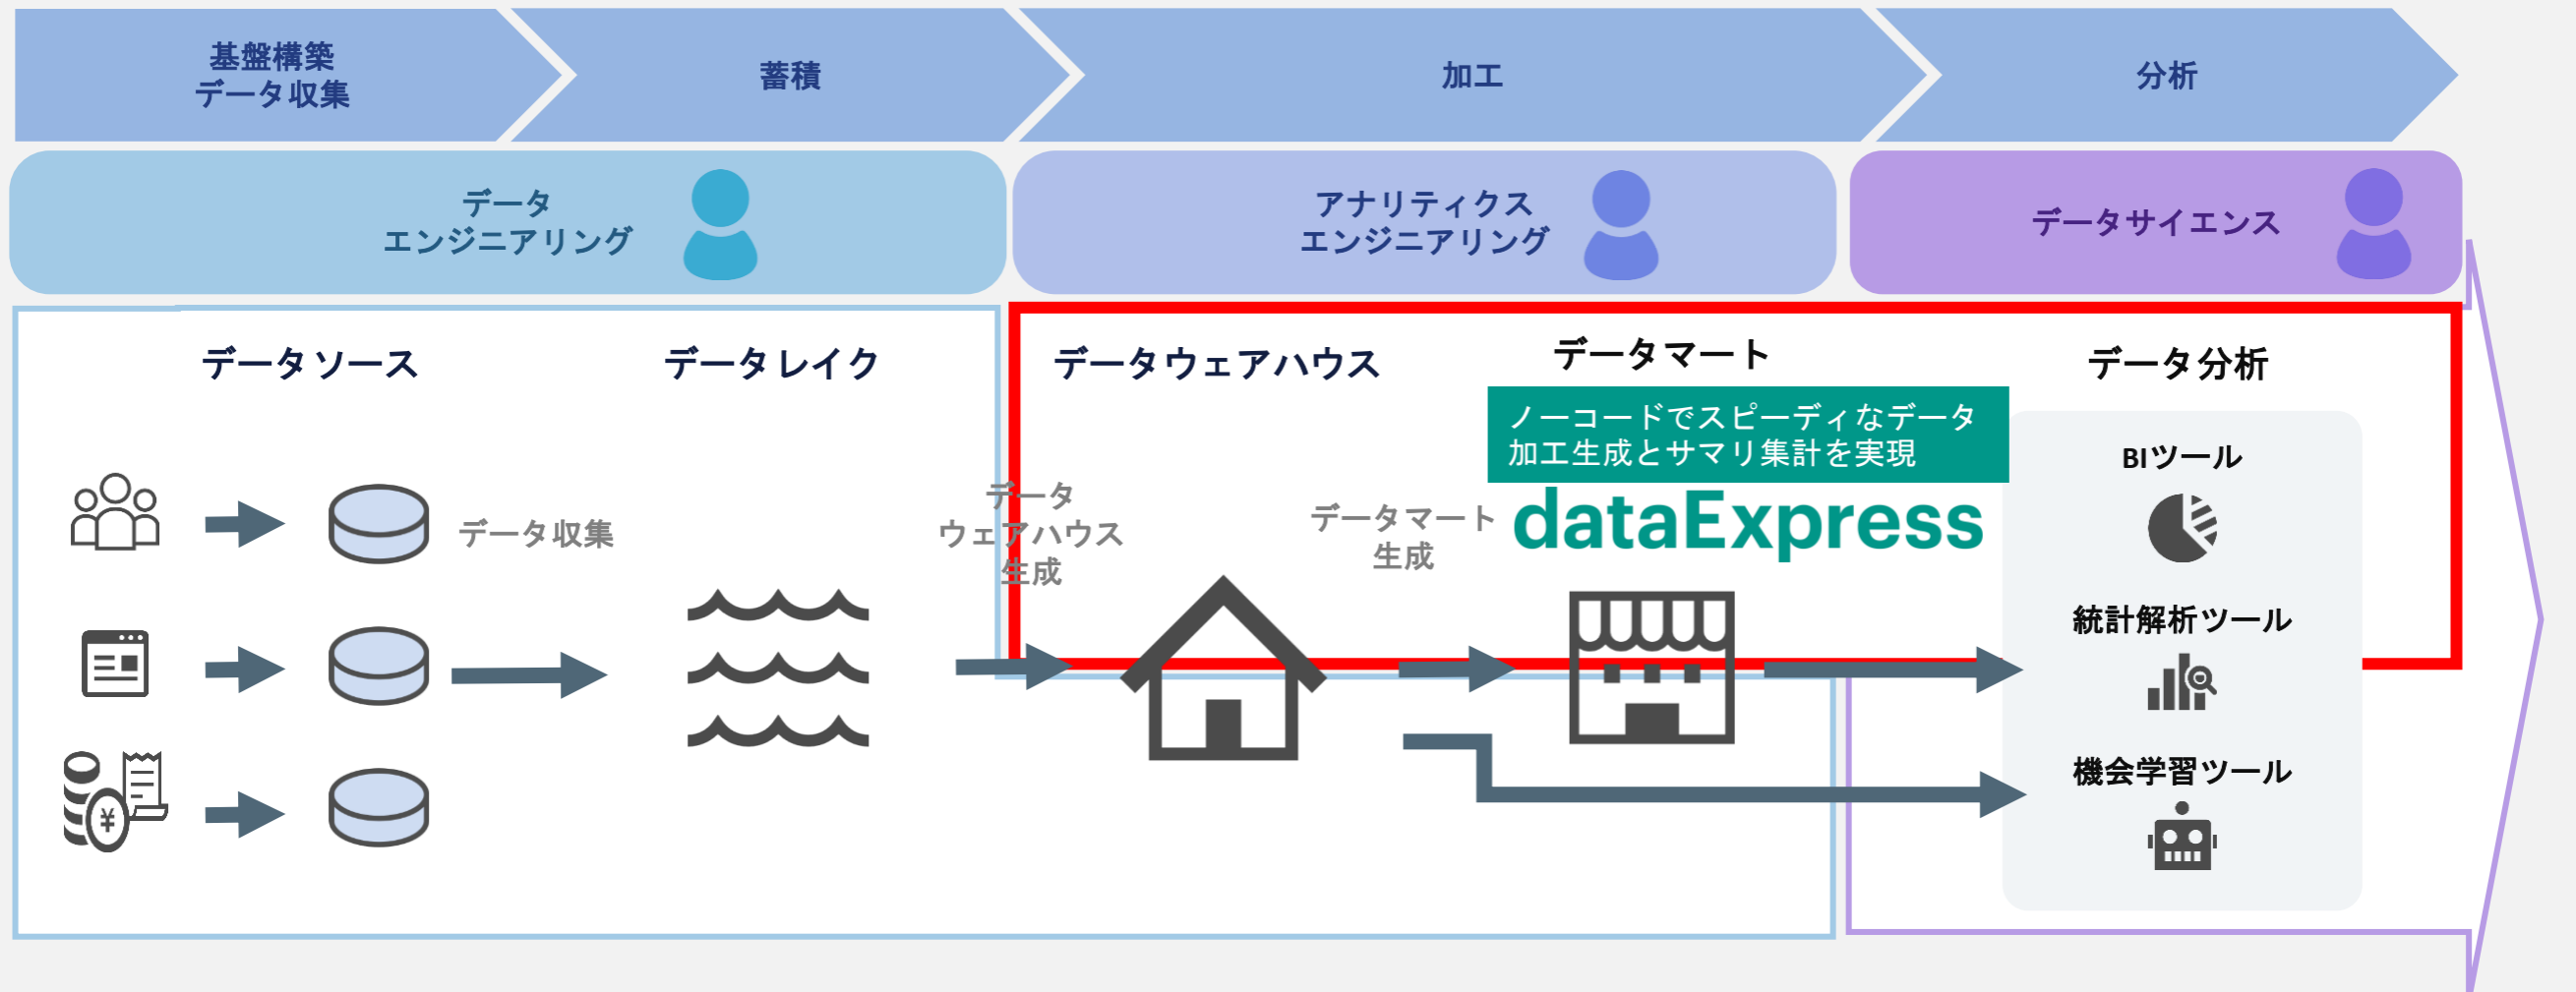 基盤構築
データ収集
蓄積
加工
分析
データ
エンジニアリング
アナリティクス
エンジニアリング
データサイエンス
データソース
データレイク
データウェアハウス
データマート
データ分析
ノーコードでスピーディなデータ
加工生成とサマリ集計を実現
dataExpress
データ収集
データ
ウェアハウス
生成
データマート
生成
BIツール
統計解析ツール
機会学習ツール
¥